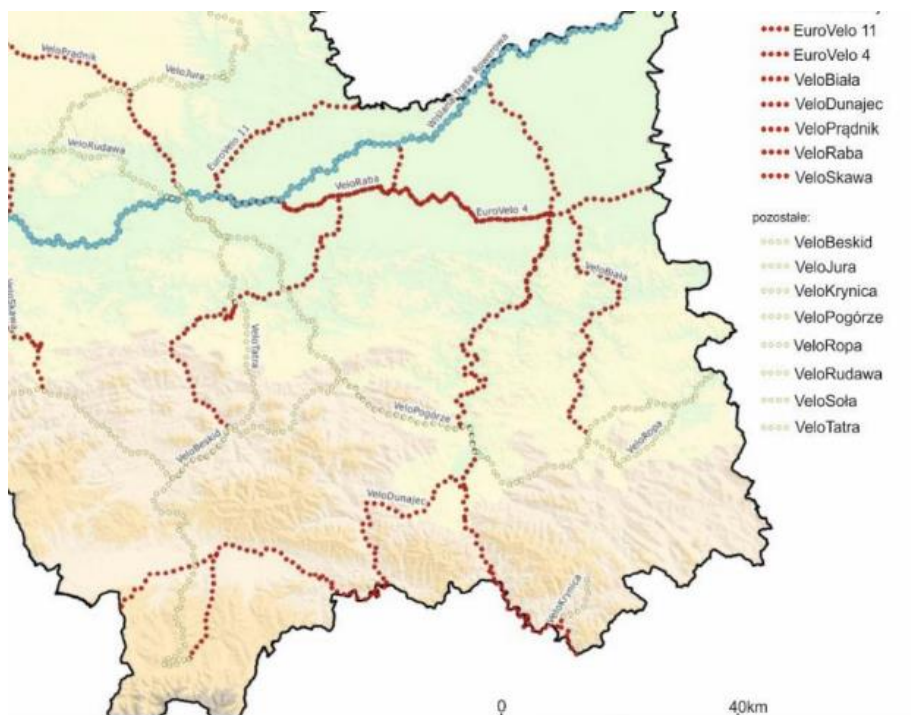 EuroVelo 11
EuroVelo 4
VeloBiała
VeloDunajec
VeloPrądnik
VeloRaba
VeloSkawa
pozostałe:
VeloBeskid
VeloJura
VeloKrynica
VeloPogórze
VeloRopa
VeloRudawa
VeloSoła
VeloTatra
VeloPrądnik
VeloJura
VeloRudawa
EuroVelo 11
Wiślana Trasa Rowerowa
VeloRaba
EuroVelo 4
VeloBiała
VeloSkawa
VeloTatra
VeloPogórze
VeloBeskid
VeloRopa
VeloDunajec
VeloKrynica
0
40km